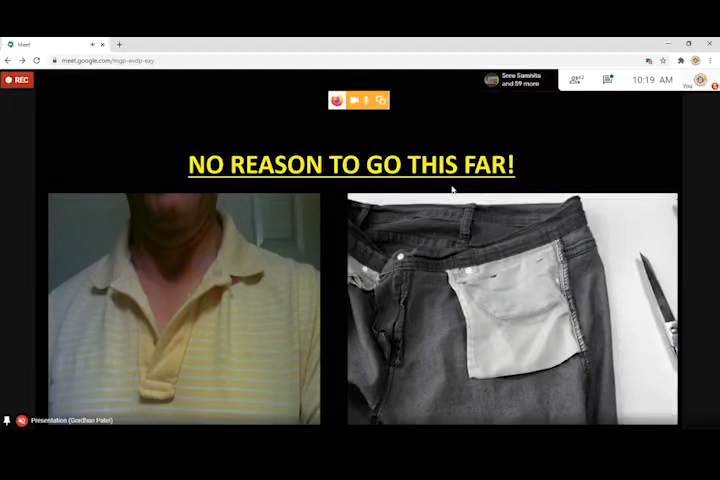 Meet
meet.google.com/mgp-evdp-exy
REC
Sree Samhita
and 59 more
62
10:19 AM
You
NO REASON TO GO THIS FAR!
Presentation (Gordhan Patel)